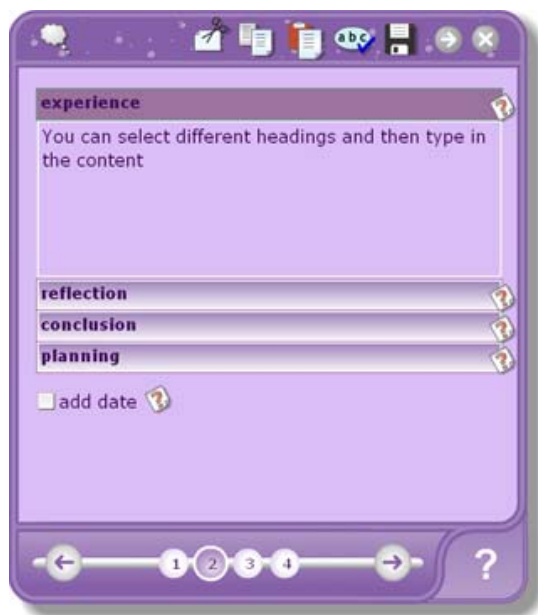 abc
experience
You can select different headings and then type in
the content
reflection
conclusion
planning
add date
1 2 3 4
?